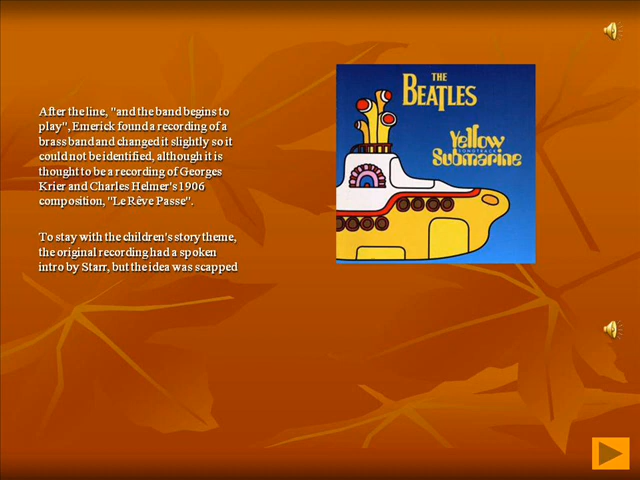 After the line, "and the band begins to
play", Emerick found a recording of a
brass band and changed it slightly so it
could not be identified, although it is
thought to be a recording of Georges
Krier and Charles Helmer's 1906
composition, "Le Rêve Passe".
To stay with the children's story theme,
the original recording had a spoken
intro by Starr, but the idea was scapped
THE
BEATLES
Yellow
SONGTRACK
Submarine